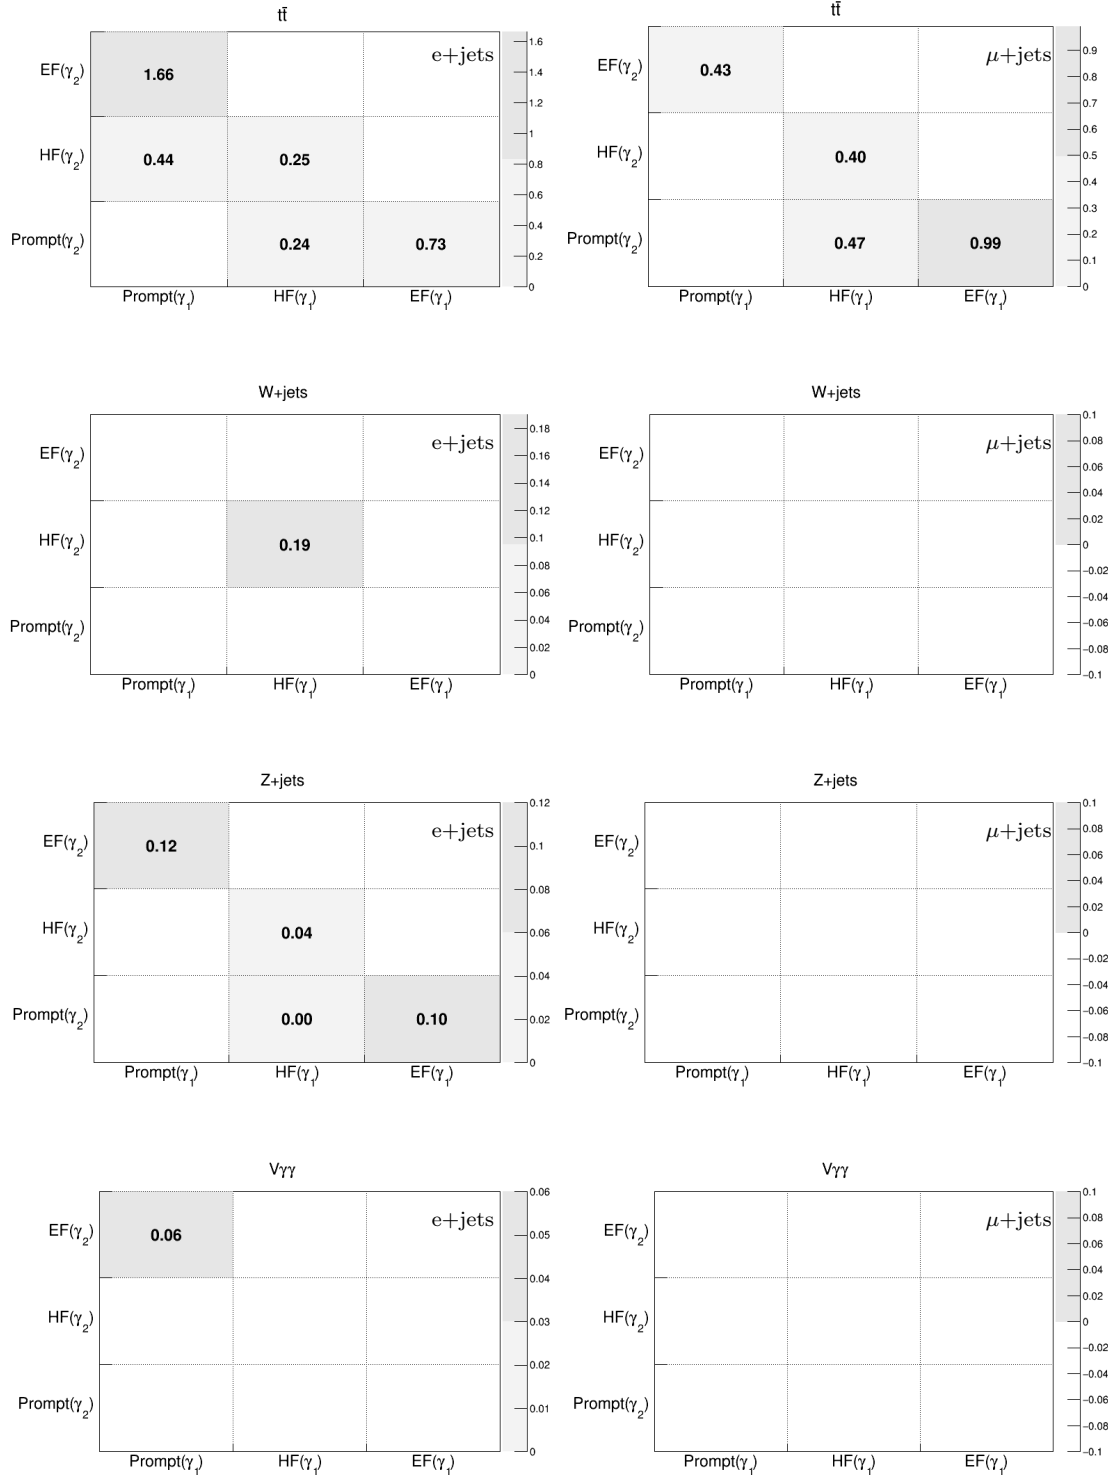 tt̄
e+jets
EF(γ2)
1.66
HF(γ2)
0.44 0.25
Prompt(γ2)
0.24 0.73
Prompt(γ1) HF(γ1) EF(γ1)
1.6
1.4
1.2
1
0.8
0.6
0.4
0.2
0
tt̄
μ+jets
EF(γ2)
0.43
HF(γ2)
0.40
Prompt(γ2)
0.47 0.99
Prompt(γ1) HF(γ1) EF(γ1)
0.9
0.8
0.7
0.6
0.5
0.4
0.3
0.2
0.1
0
W+jets
e+jets
EF(γ2)
HF(γ2)
0.19
Prompt(γ2)
Prompt(γ1) HF(γ1) EF(γ1)
0.18
0.16
0.14
0.12
0.1
0.08
0.06
0.04
0.02
0
W+jets
μ+jets
EF(γ2)
HF(γ2)
Prompt(γ2)
Prompt(γ1) HF(γ1) EF(γ1)
0.1
0.08
0.06
0.04
0.02
0
−0.02
−0.04
−0.06
−0.08
−0.1
Z+jets
e+jets
EF(γ2)
0.12
HF(γ2)
0.04
Prompt(γ2)
0.00 0.10
Prompt(γ1) HF(γ1) EF(γ1)
0.12
0.1
0.08
0.06
0.04
0.02
0
Z+jets
μ+jets
EF(γ2)
HF(γ2)
Prompt(γ2)
Prompt(γ1) HF(γ1) EF(γ1)
0.1
0.08
0.06
0.04
0.02
0
−0.02
−0.04
−0.06
−0.08
−0.1
Vγγ
e+jets
EF(γ2)
0.06
HF(γ2)
Prompt(γ2)
Prompt(γ1) HF(γ1) EF(γ1)
0.06
0.05
0.04
0.03
0.02
0.01
0
Vγγ
μ+jets
EF(γ2)
HF(γ2)
Prompt(γ2)
Prompt(γ1) HF(γ1) EF(γ1)
0.1
0.08
0.06
0.04
0.02
0
−0.02
−0.04
−0.06
−0.08
−0.1